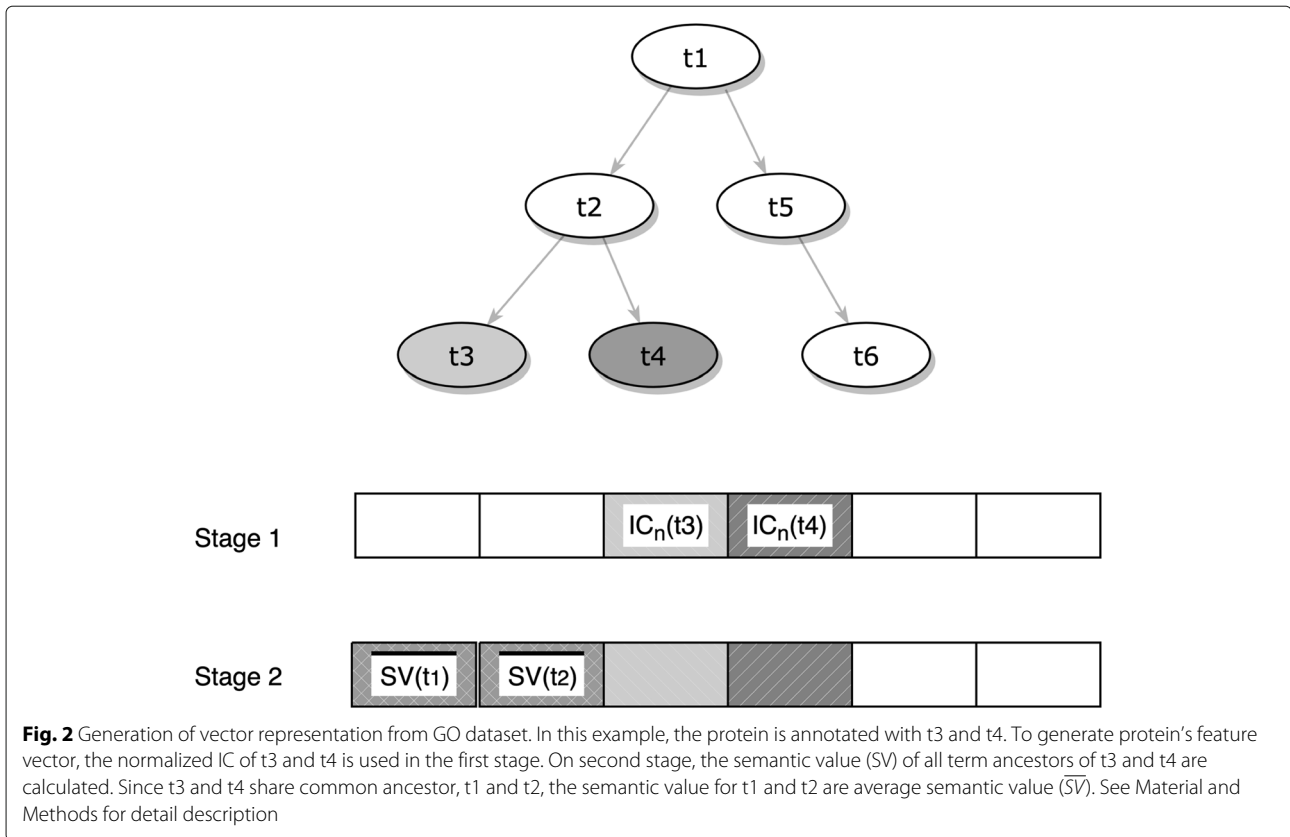 t1
t2
t5
t3
t4
t6
Stage 1
ICₙ(t3)
ICₙ(t4)
Stage 2
S̅V̅(t1)
S̅V̅(t2)
Fig. 2 Generation of vector representation from GO dataset. In this example, the protein is annotated with t3 and t4. To generate protein's feature
vector, the normalized IC of t3 and t4 is used in the first stage. On second stage, the semantic value (SV) of all term ancestors of t3 and t4 are
calculated. Since t3 and t4 share common ancestor, t1 and t2, the semantic value for t1 and t2 are average semantic value (S̅V̅). See Material and
Methods for detail description